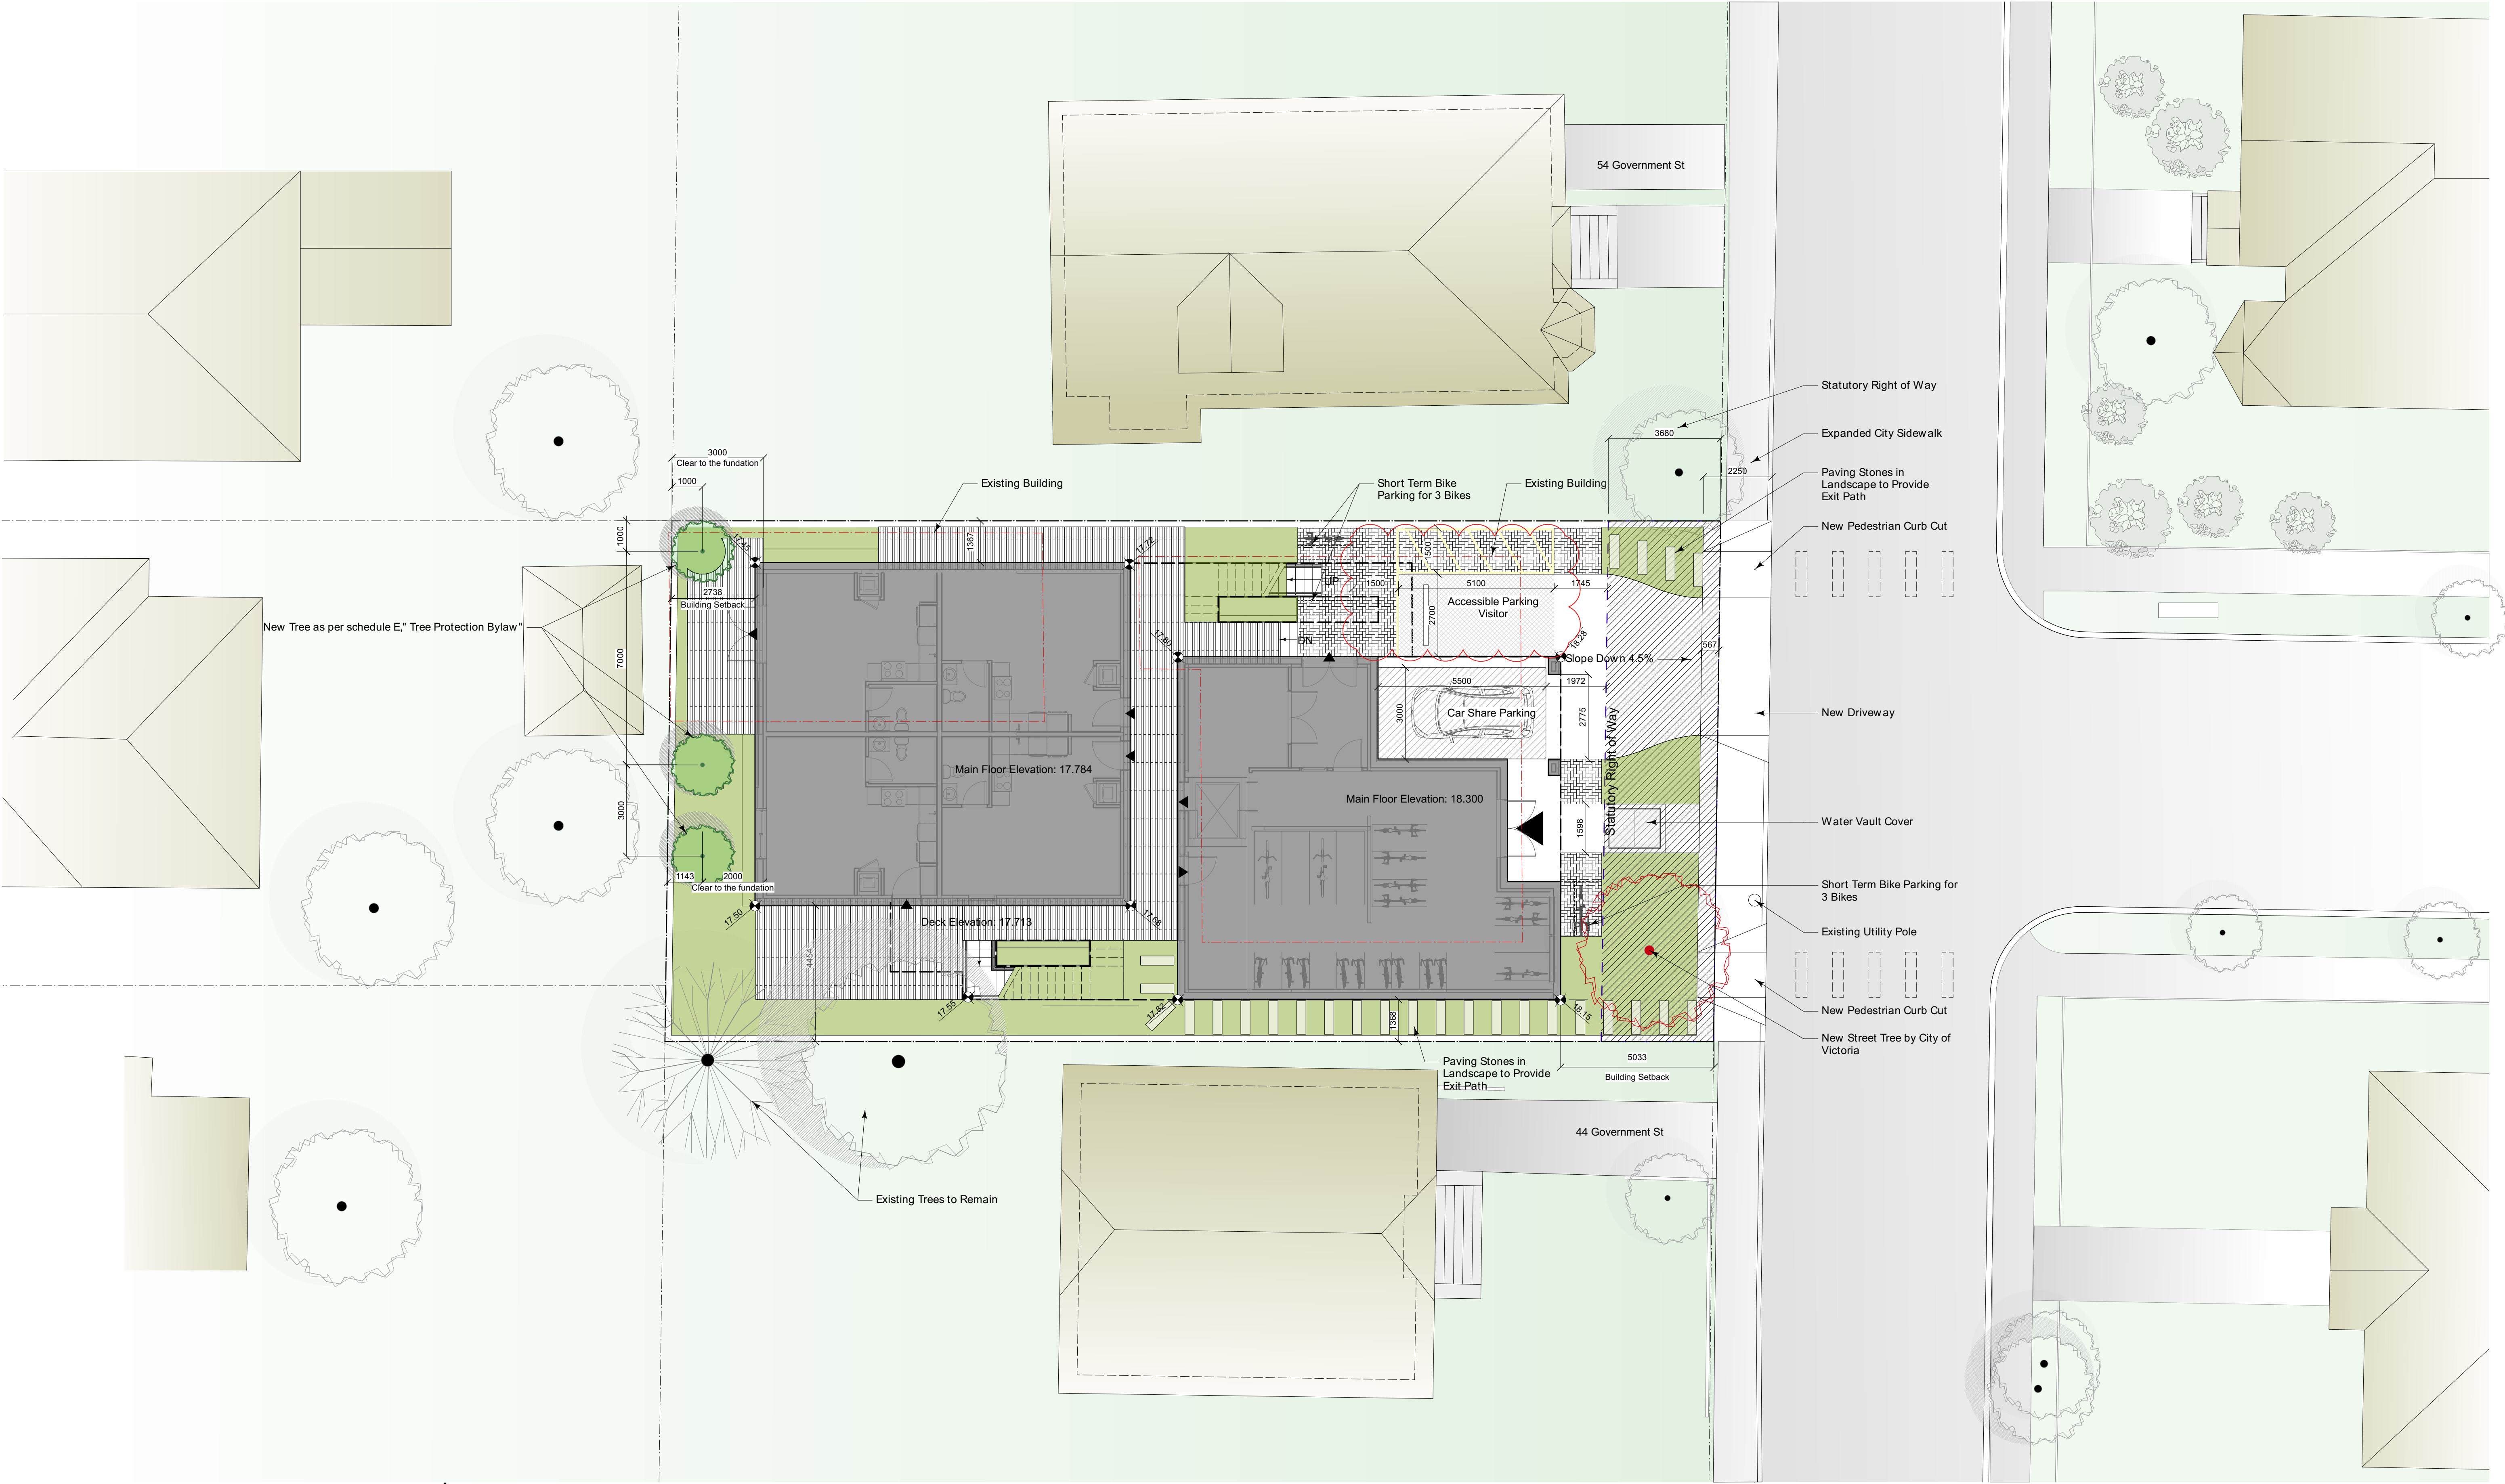 54 Government St
Statutory Right of Way
3680
Expanded City Sidewalk
3000
Clear to the fundation
2250
Paving Stones in
Landscape to Provide
Exit Path
1000
Existing Building
Short Term Bike
Parking for 3 Bikes
Existing Building
New Pedestrian Curb Cut
1000
17.45
1367
17.72
1500
UP
1500
5100
1745
2738
Building Setback
Accessible Parking
Visitor
2700
New Tree as per schedule E," Tree Protection Bylaw"
17.80
DN
18.28
567
7000
Slope Down 4.5%
5500
1972
3000
Car Share Parking
2775
New Driveway
Statutory Right of Way
Main Floor Elevation: 17.784
Main Floor Elevation: 18.300
3000
1598
Water Vault Cover
1143
2000
Clear to the fundation
Short Term Bike Parking for
3 Bikes
17.50
Deck Elevation: 17.713
17.68
Existing Utility Pole
4454
17.55
17.82
1368
18.15
New Pedestrian Curb Cut
New Street Tree by City of
Victoria
Paving Stones in
Landscape to Provide
Exit Path
5033
Building Setback
44 Government St
Existing Trees to Remain